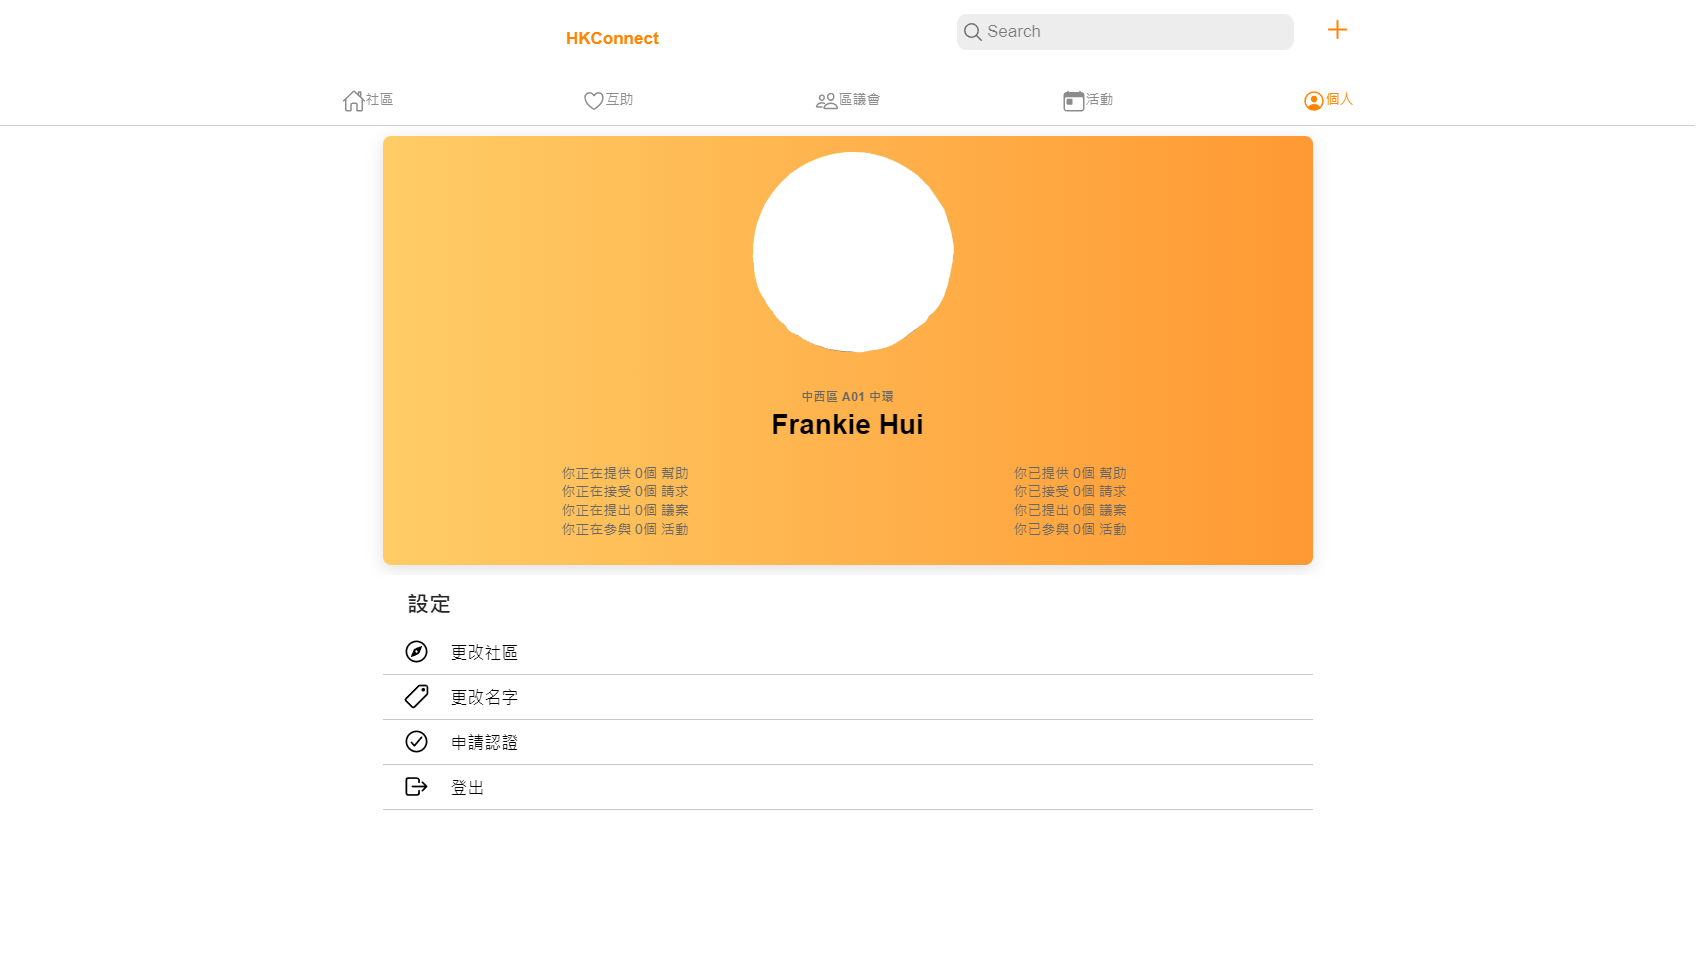 HKConnect
Search
社區
互助
區議會
活動
個人
中西區 A01 中環
Frankie Hui
你正在提供 0個 幫助
你正在接受 0個 請求
你正在提出 0個 議案
你正在參與 0個 活動
你已提供 0個 幫助
你已接受 0個 請求
你已提出 0個 議案
你已參與 0個 活動
設定
更改社區
更改名字
申請認證
登出